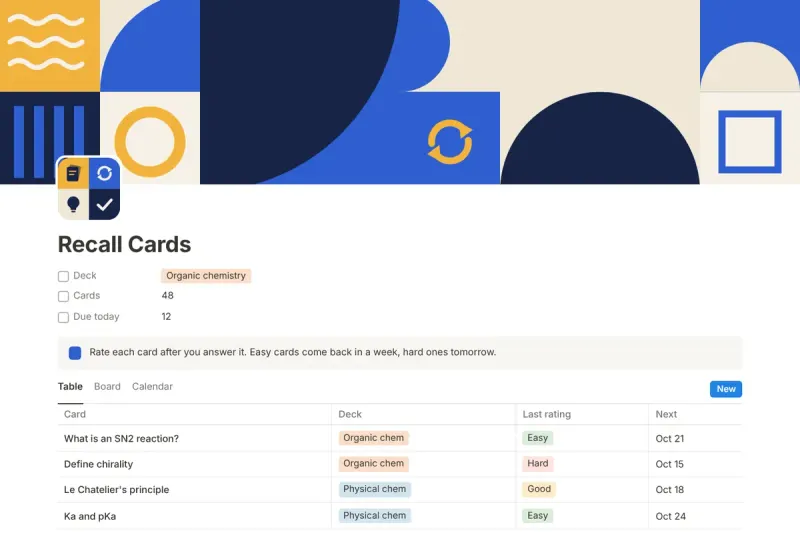 Recall Cards
Deck Organic chemistry
Cards 48
Due today 12
Rate each card after you answer it. Easy cards come back in a week, hard ones tomorrow.
Table Board Calendar New
Card Deck Last rating Next
What is an SN2 reaction? Organic chem Easy Oct 21
Define chirality Organic chem Hard Oct 15
Le Chatelier's principle Physical chem Good Oct 18
Ka and pKa Physical chem Easy Oct 24